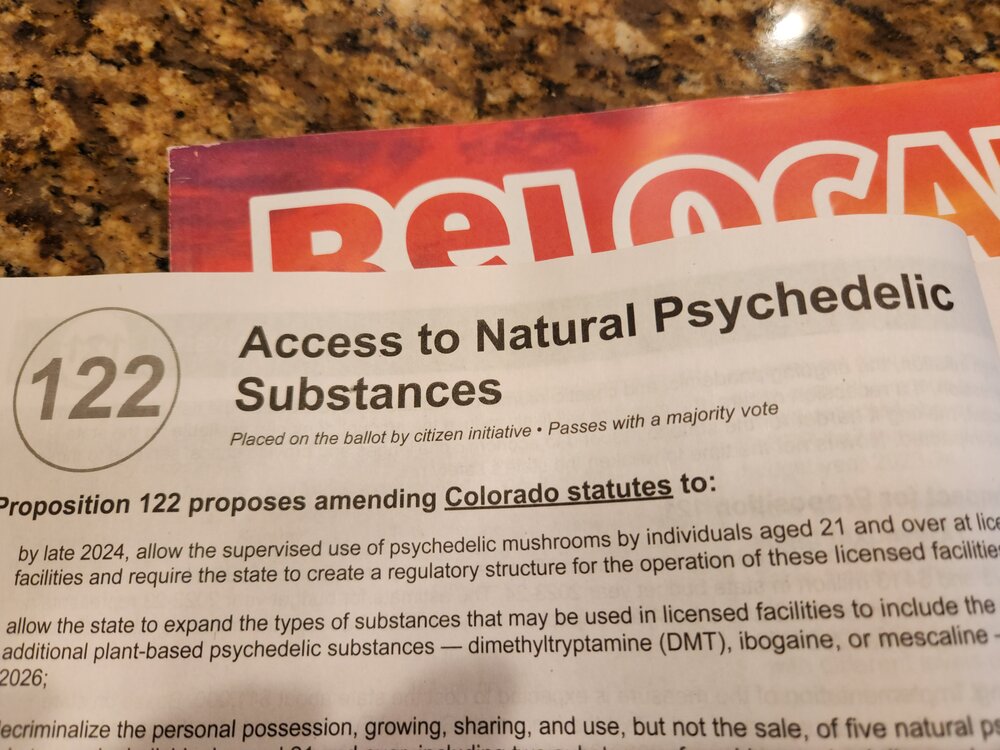 BeLOCA
122
Access to Natural Psychedelic
Substances
Placed on the ballot by citizen initiative • Passes with a majority vote
Proposition 122 proposes amending Colorado statutes to:
by late 2024, allow the supervised use of psychedelic mushrooms by individuals aged 21 and over at lice
facilities and require the state to create a regulatory structure for the operation of these licensed facilities
allow the state to expand the types of substances that may be used in licensed facilities to include the
additional plant-based psychedelic substances — dimethyltryptamine (DMT), ibogaine, or mescaline –
2026;
ecriminalize the personal possession, growing, sharing, and use, but not the sale, of five natural ps